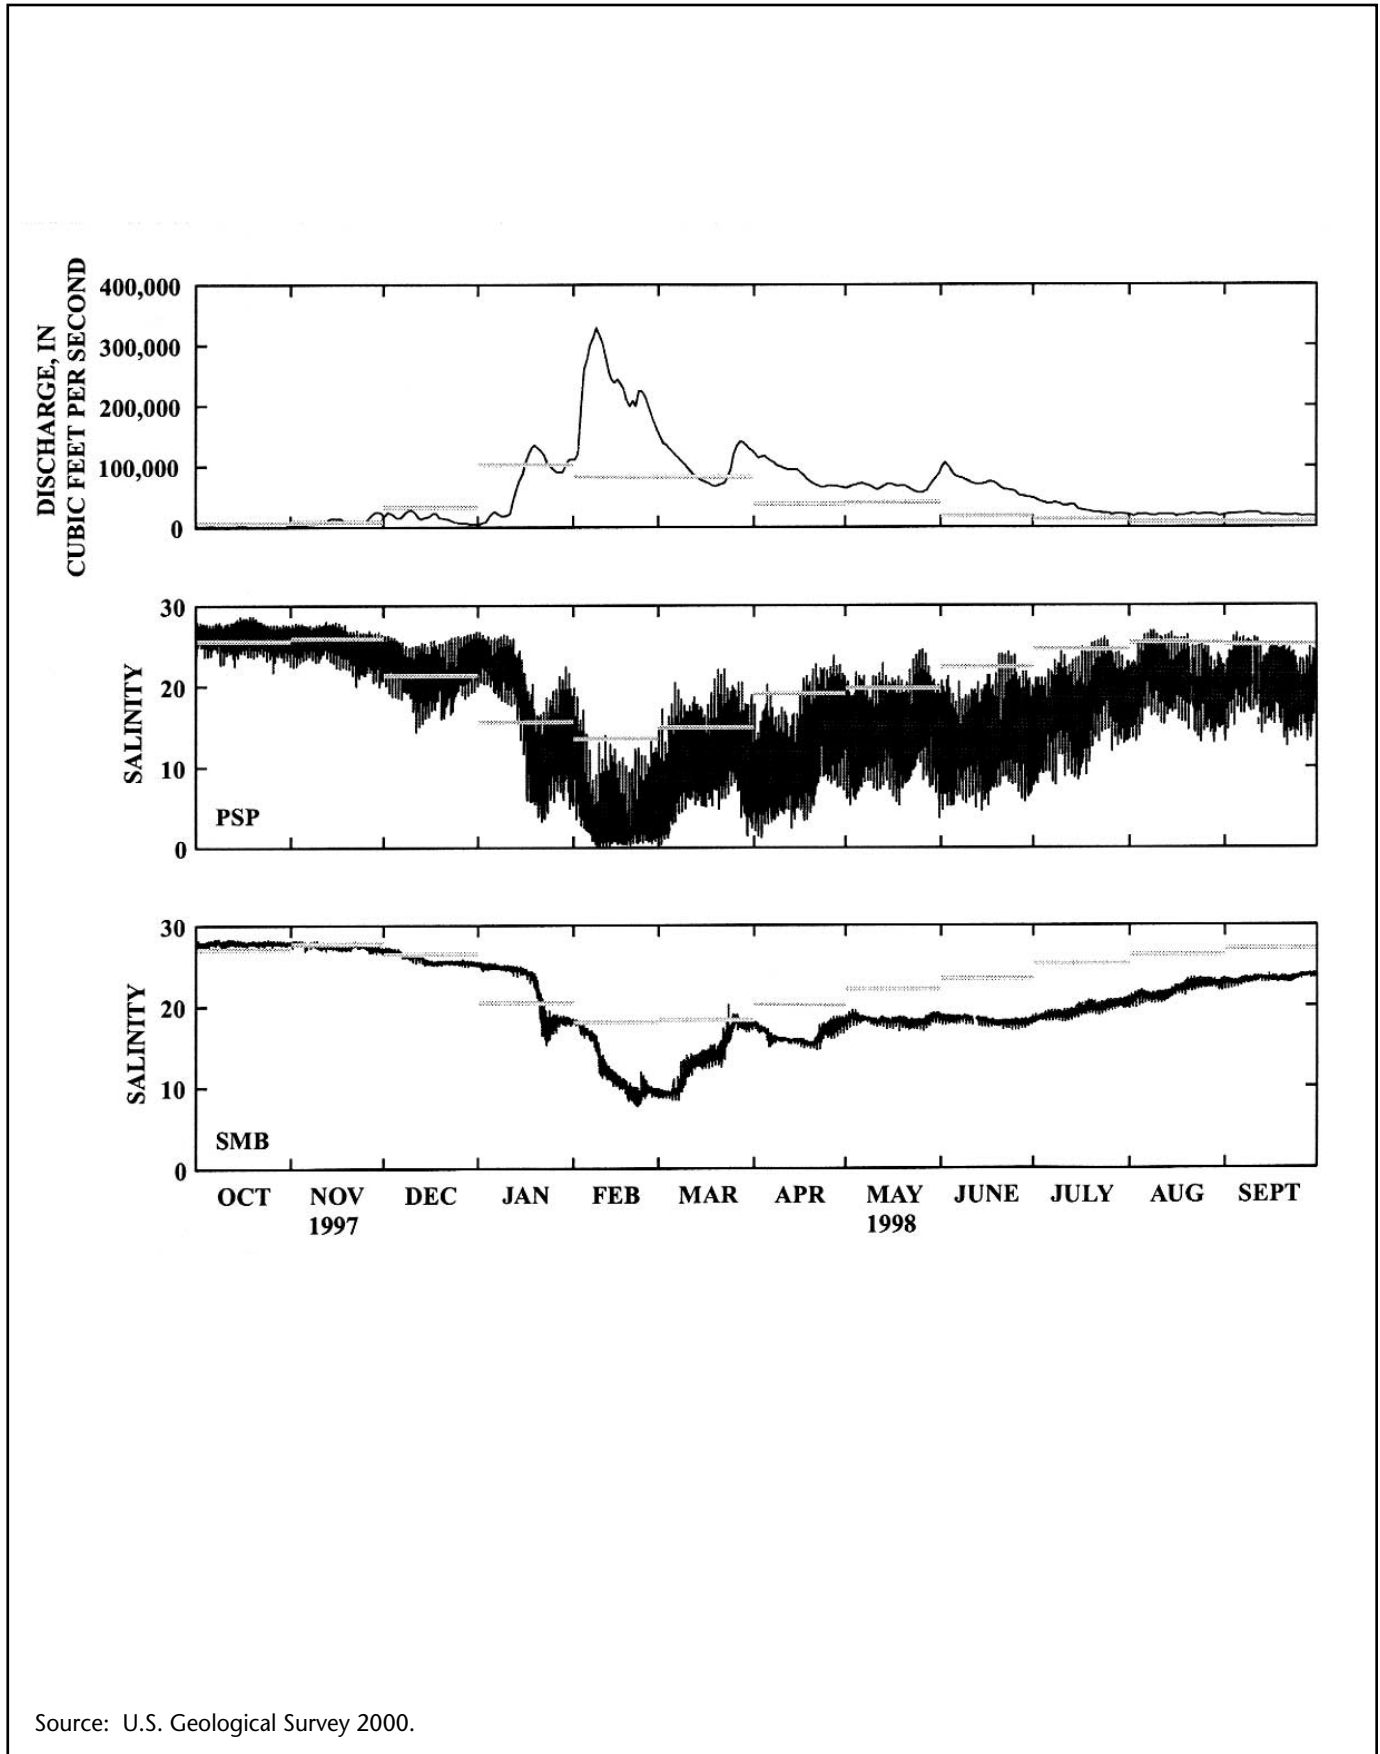 DISCHARGE, IN
CUBIC FEET PER SECOND
400,000
300,000
200,000
100,000
0
SALINITY
30
20
10
0
PSP
SALINITY
30
20
10
0
SMB
OCT NOV DEC JAN FEB MAR APR MAY JUNE JULY AUG SEPT
1997 1998
Source: U.S. Geological Survey 2000.